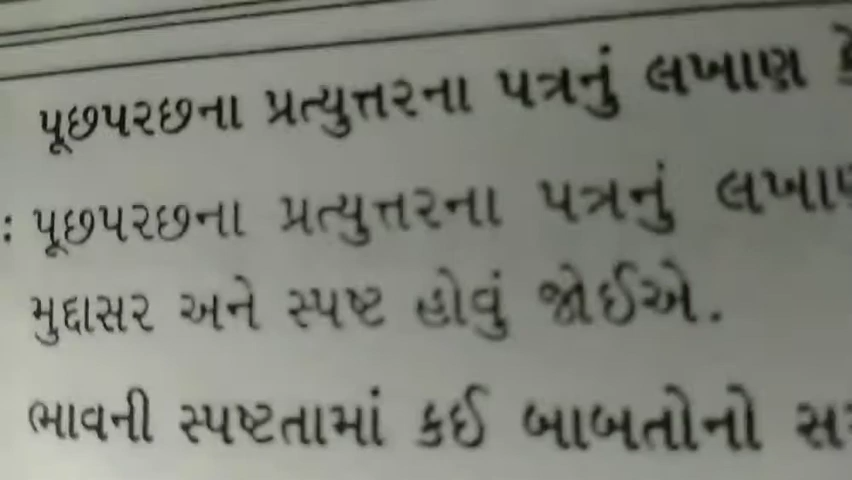 પૂછપરછના પ્રત્યુત્તરના પત્રનું લખાણ
: પૂછપરછના પ્રત્યુત્તરના પત્રનું
મુદ્દાસર અને સ્પષ્ટ હોવું જોઈએ.
ભાવની સ્પષ્ટતામાં કઈ બાબતોનો